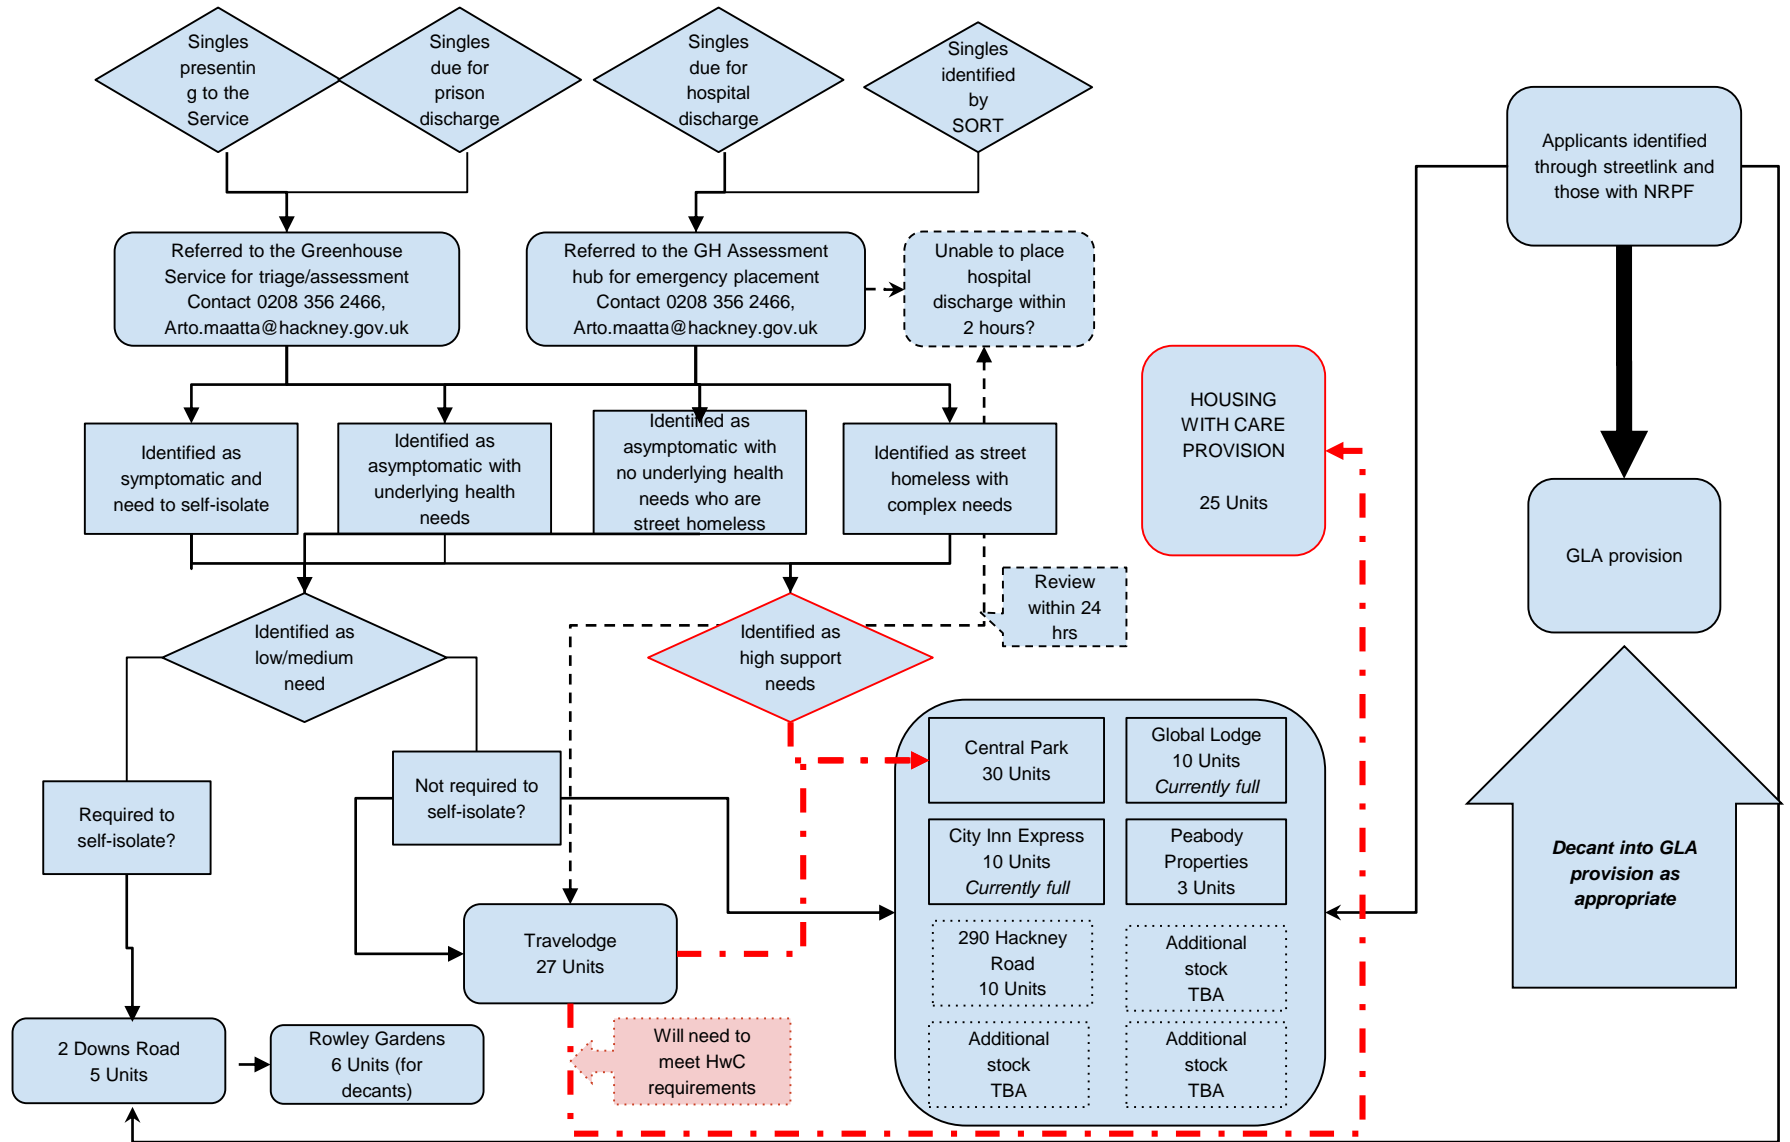 Singles
presentin
g to the
Service
Singles
due for
prison
discharge
Singles
due for
hospital
discharge
Singles
identified
by
SORT
Applicants identified
through streetlink and
those with NRPF
Referred to the Greenhouse
Service for triage/assessment
Contact 0208 356 2466,
Arto.maatta@hackney.gov.uk
Referred to the GH Assessment
hub for emergency placement
Contact 0208 356 2466,
Arto.maatta@hackney.gov.uk
Unable to place
hospital
discharge within
2 hours?
Identified as
symptomatic and
need to self-isolate
Identified as
asymptomatic with
underlying health
needs
Identified as
asymptomatic with
no underlying health
needs who are
street homeless
Identified as street
homeless with
complex needs
HOUSING
WITH CARE
PROVISION
25 Units
GLA provision
Review
within 24
hrs
Identified as
low/medium
need
Identified as
high support
needs
Required to
self-isolate?
Not required to
self-isolate?
Central Park
30 Units
Global Lodge
10 Units
Currently full
City Inn Express
10 Units
Currently full
Peabody
Properties
3 Units
290 Hackney
Road
10 Units
Additional
stock
TBA
Additional
stock
TBA
Additional
stock
TBA
Decant into GLA
provision as
appropriate
Travelodge
27 Units
Will need to
meet HwC
requirements
2 Downs Road
5 Units
Rowley Gardens
6 Units (for
decants)